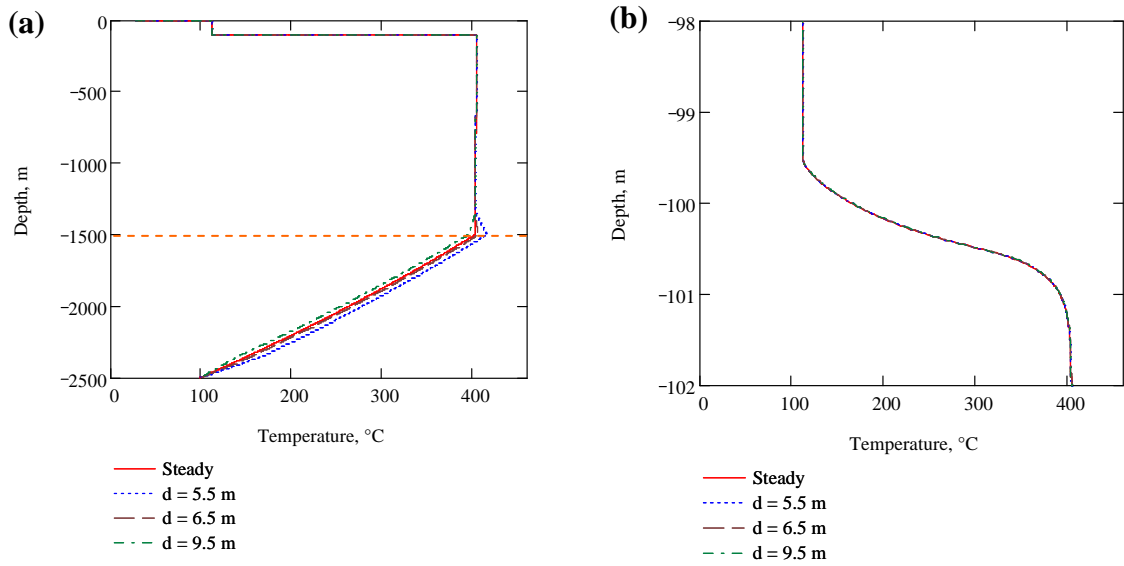 (a)
0
−500
−1000
−1500
−2000
−2500
Depth, m
0 100 200 300 400
Temperature, °C
Steady
d = 5.5 m
d = 6.5 m
d = 9.5 m
(b)
−98
−99
−100
−101
−102
Depth, m
0 100 200 300 400
Temperature, °C
Steady
d = 5.5 m
d = 6.5 m
d = 9.5 m